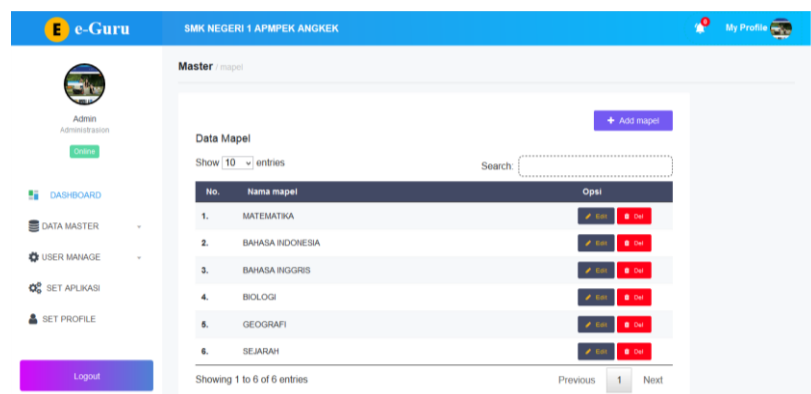 E e-Guru
SMK NEGERI 1 APMPEK ANGKEK
6
My Profile
Admin
Administrasion
Online
DASHBOARD
DATA MASTER
USER MANAGE
SET APLIKASI
SET PROFILE
Logout
Master / mapel
+ Add mapel
Data Mapel
Show 10 entries
Search:
No. Nama mapel Opsi
1. MATEMATIKA Edit Del
2. BAHASA INDONESIA Edit Del
3. BAHASA INGGRIS Edit Del
4. BIOLOGI Edit Del
5. GEOGRAFI Edit Del
6. SEJARAH Edit Del
Showing 1 to 6 of 6 entries
Previous 1 Next